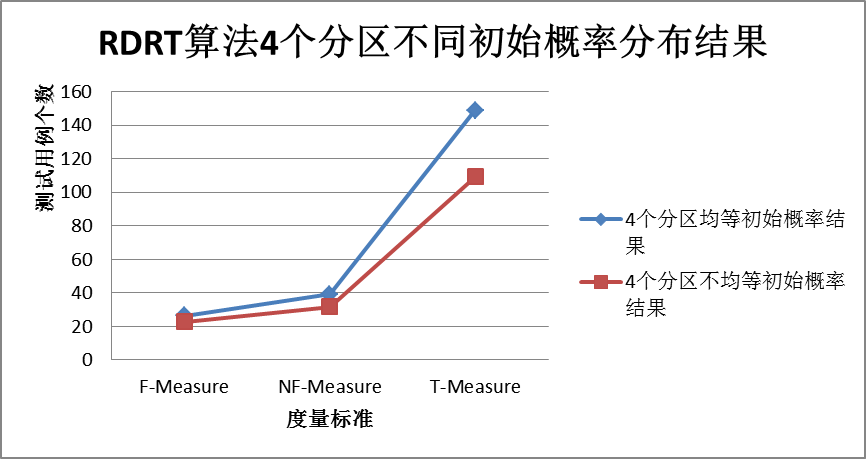 RDRT算法4个分区不同初始概率分布结果
测试用例个数
160
140
120
100
80
60
40
20
0
F-Measure
NF-Measure
T-Measure
度量标准
4个分区均等初始概率结
果
4个分区不均等初始概率
结果